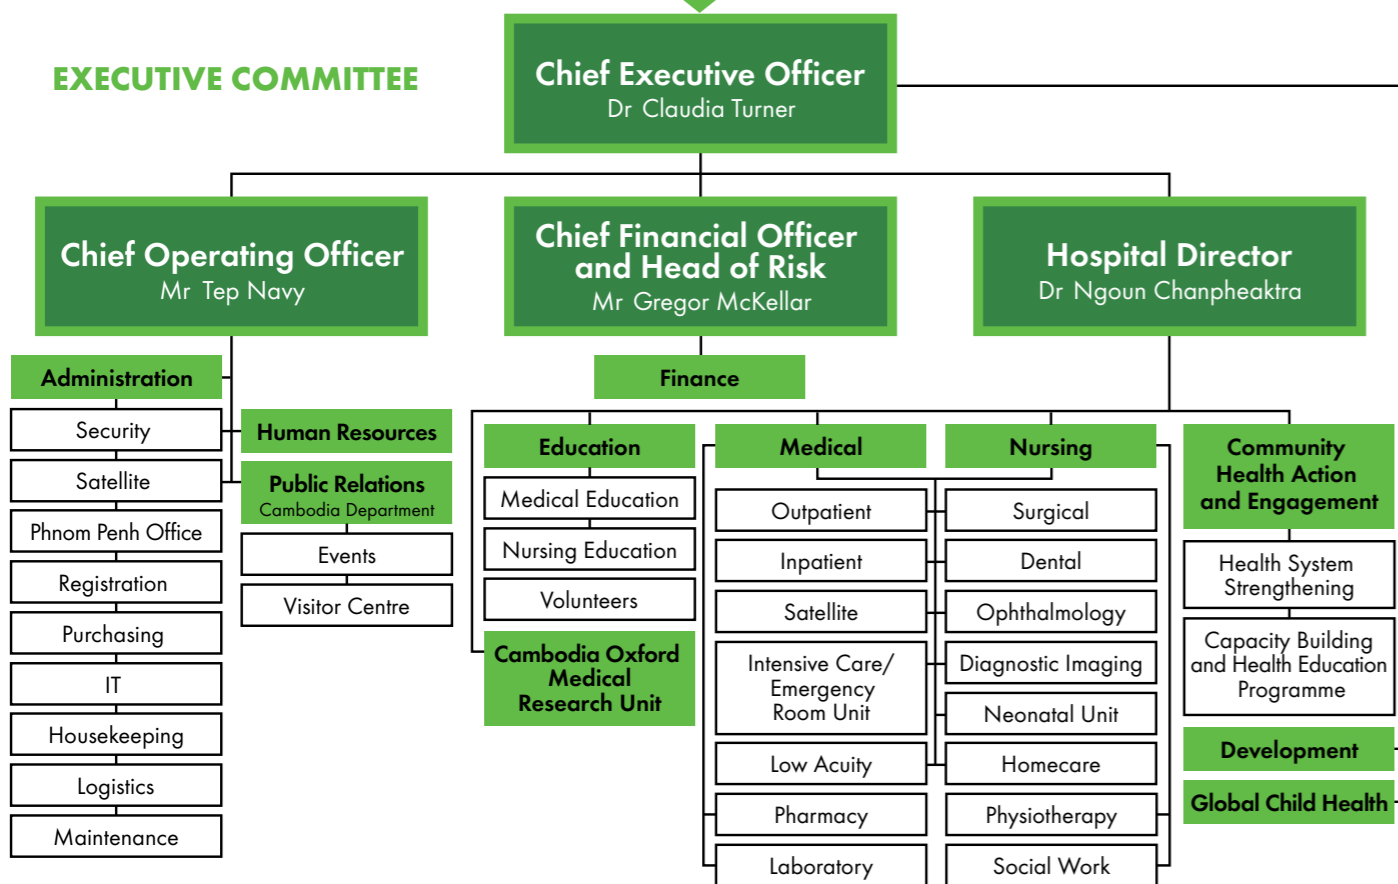 EXECUTIVE COMMITTEE
Chief Executive Officer
Dr Claudia Turner
Chief Operating Officer
Mr Tep Navy
Chief Financial Officer
and Head of Risk
Mr Gregor McKellar
Hospital Director
Dr Ngoun Chanpheaktra
Administration
Security
Satellite
Phnom Penh Office
Registration
Purchasing
IT
Housekeeping
Logistics
Maintenance
Human Resources
Public Relations
Cambodia Department
Events
Visitor Centre
Finance
Education
Medical Education
Nursing Education
Volunteers
Cambodia Oxford
Medical
Research Unit
Medical
Outpatient
Inpatient
Satellite
Intensive Care/
Emergency
Room Unit
Low Acuity
Pharmacy
Laboratory
Nursing
Surgical
Dental
Ophthalmology
Diagnostic Imaging
Neonatal Unit
Homecare
Physiotherapy
Social Work
Community
Health Action
and Engagement
Health System
Strengthening
Capacity Building
and Health Education
Programme
Development
Global Child Health